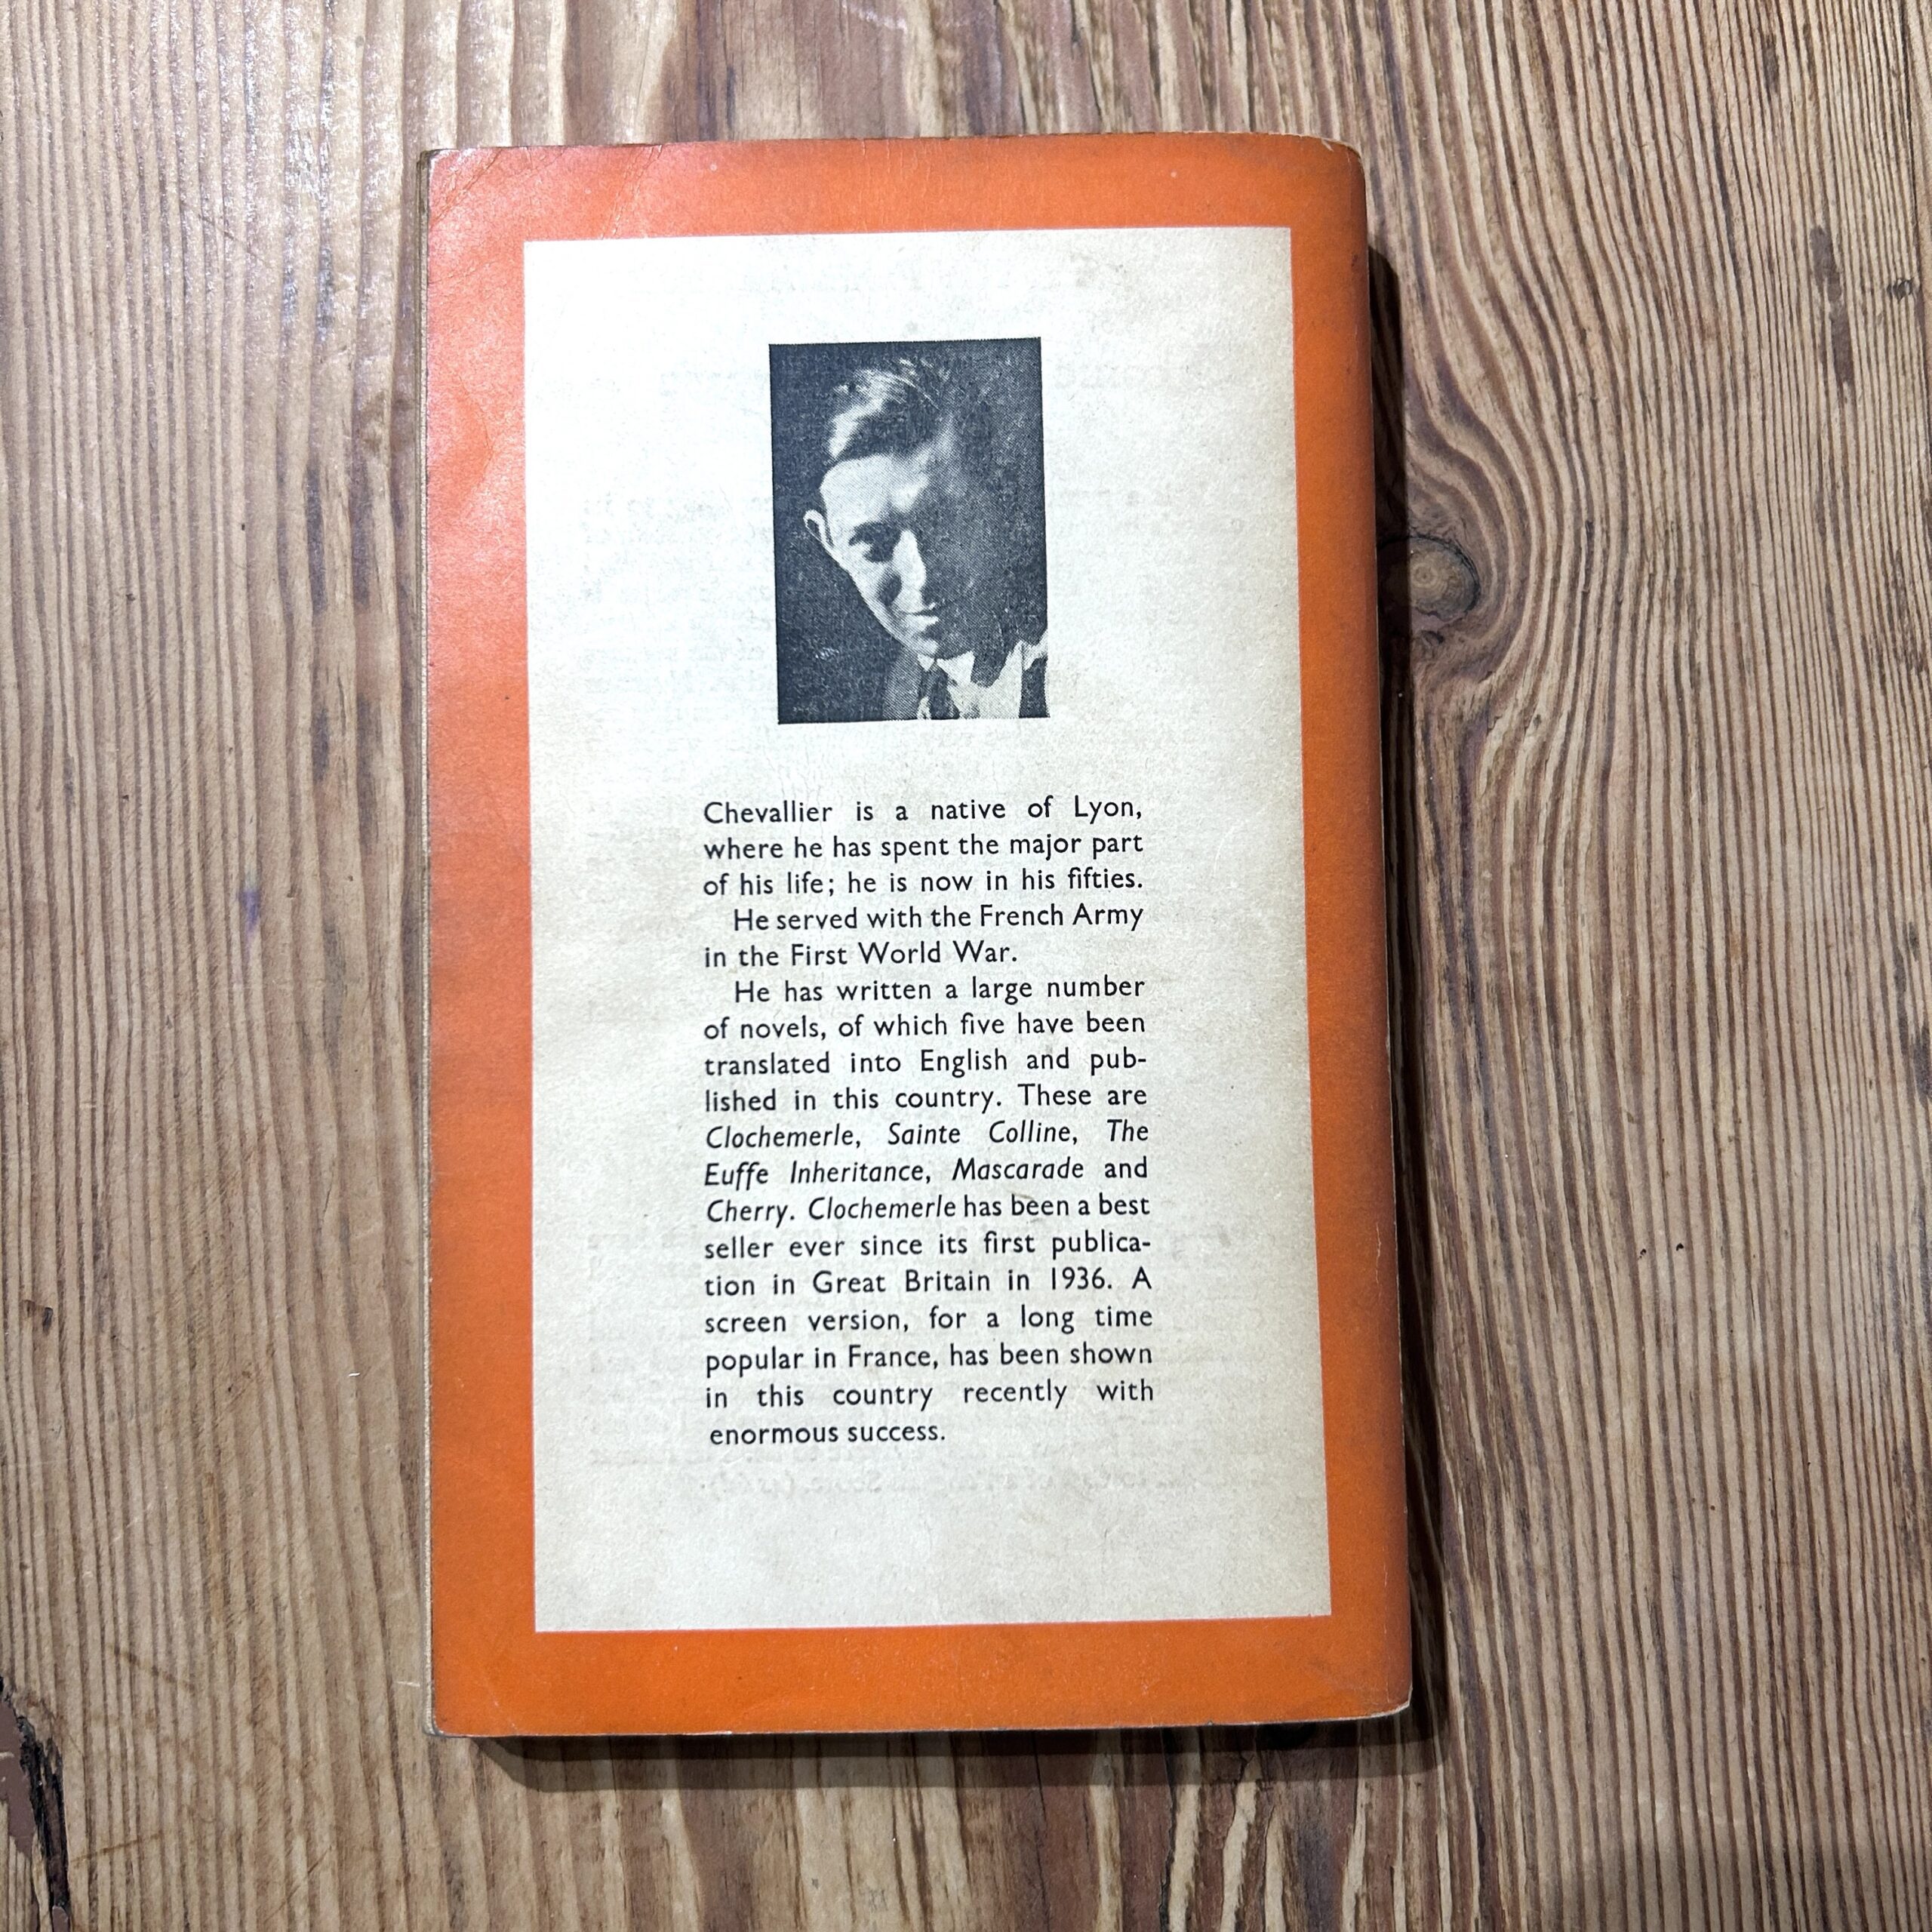 Chevallier is a native of Lyon,
where he has spent the major part
of his life; he is now in his fifties.
He served with the French Army
in the First World War.
He has written a large number
of novels, of which five have been
translated into English and pub-
lished in this country. These are
Clochemerle, Sainte Colline, The
Euffe Inheritance, Mascarade and
Cherry. Clochemerle has been a best
seller ever since its first publica-
tion in Great Britain in 1936. A
screen version, for a long time
popular in France, has been shown
in this country recently with
enormous success.